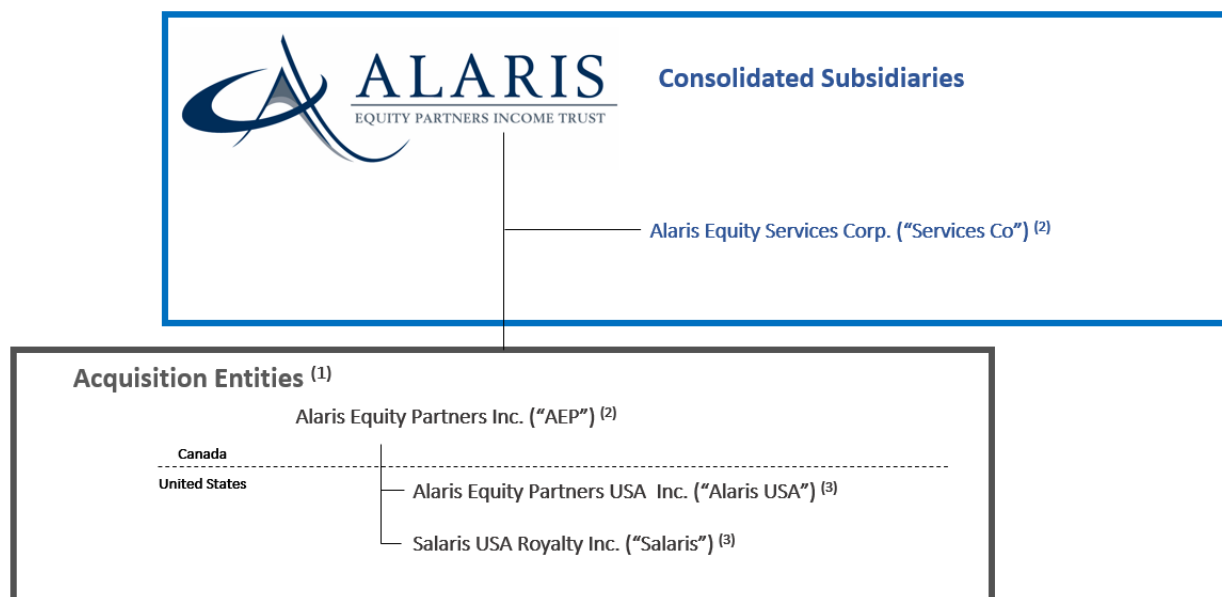 ALARIS
EQUITY PARTNERS INCOME TRUST
Consolidated Subsidiaries
Alaris Equity Services Corp. (“Services Co”) (2)
Acquisition Entities (1)
Alaris Equity Partners Inc. (“AEP”) (2)
Canada
United States
Alaris Equity Partners USA Inc. (“Alaris USA”) (3)
Salaris USA Royalty Inc. (“Salaris”) (3)